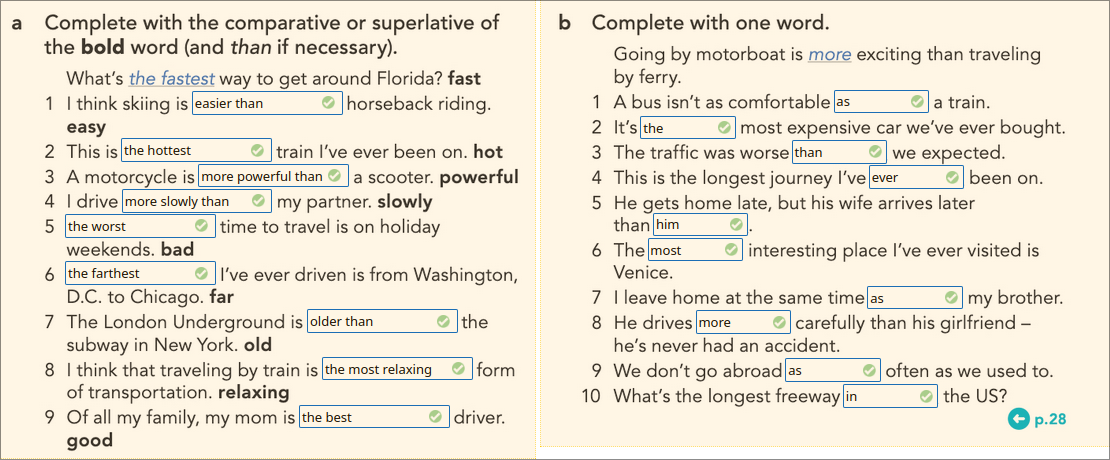 a Complete with the comparative or superlative of
the bold word (and than if necessary).
What's the fastest way to get around Florida? fast
1 I think skiing is easier than horseback riding.
easy
2 This is the hottest train I've ever been on. hot
3 A motorcycle is more powerful than a scooter. powerful
4 I drive more slowly than my partner. slowly
5 the worst time to travel is on holiday
weekends. bad
6 the farthest I've ever driven is from Washington,
D.C. to Chicago. far
7 The London Underground is older than the
subway in New York. old
8 I think that traveling by train is the most relaxing form
of transportation. relaxing
9 Of all my family, my mom is the best driver.
good
b Complete with one word.
Going by motorboat is more exciting than traveling
by ferry.
1 A bus isn't as comfortable as a train.
2 It's the most expensive car we've ever bought.
3 The traffic was worse than we expected.
4 This is the longest journey I've ever been on.
5 He gets home late, but his wife arrives later
than him.
6 The most interesting place I've ever visited is
Venice.
7 I leave home at the same time as my brother.
8 He drives more carefully than his girlfriend –
he's never had an accident.
9 We don't go abroad as often as we used to.
10 What's the longest freeway in the US?
p.28